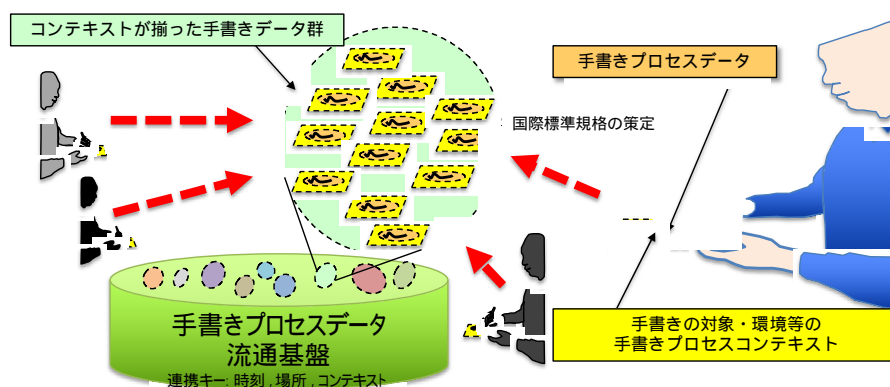 コンテキストが揃った手書きデータ群
手書きプロセスデータ
国際標準規格の策定
手書きプロセスデータ
流通基盤
連携キー: 時刻 , 場所 , コンテキスト
手書きの対象・環境等の
手書きプロセスコンテキスト